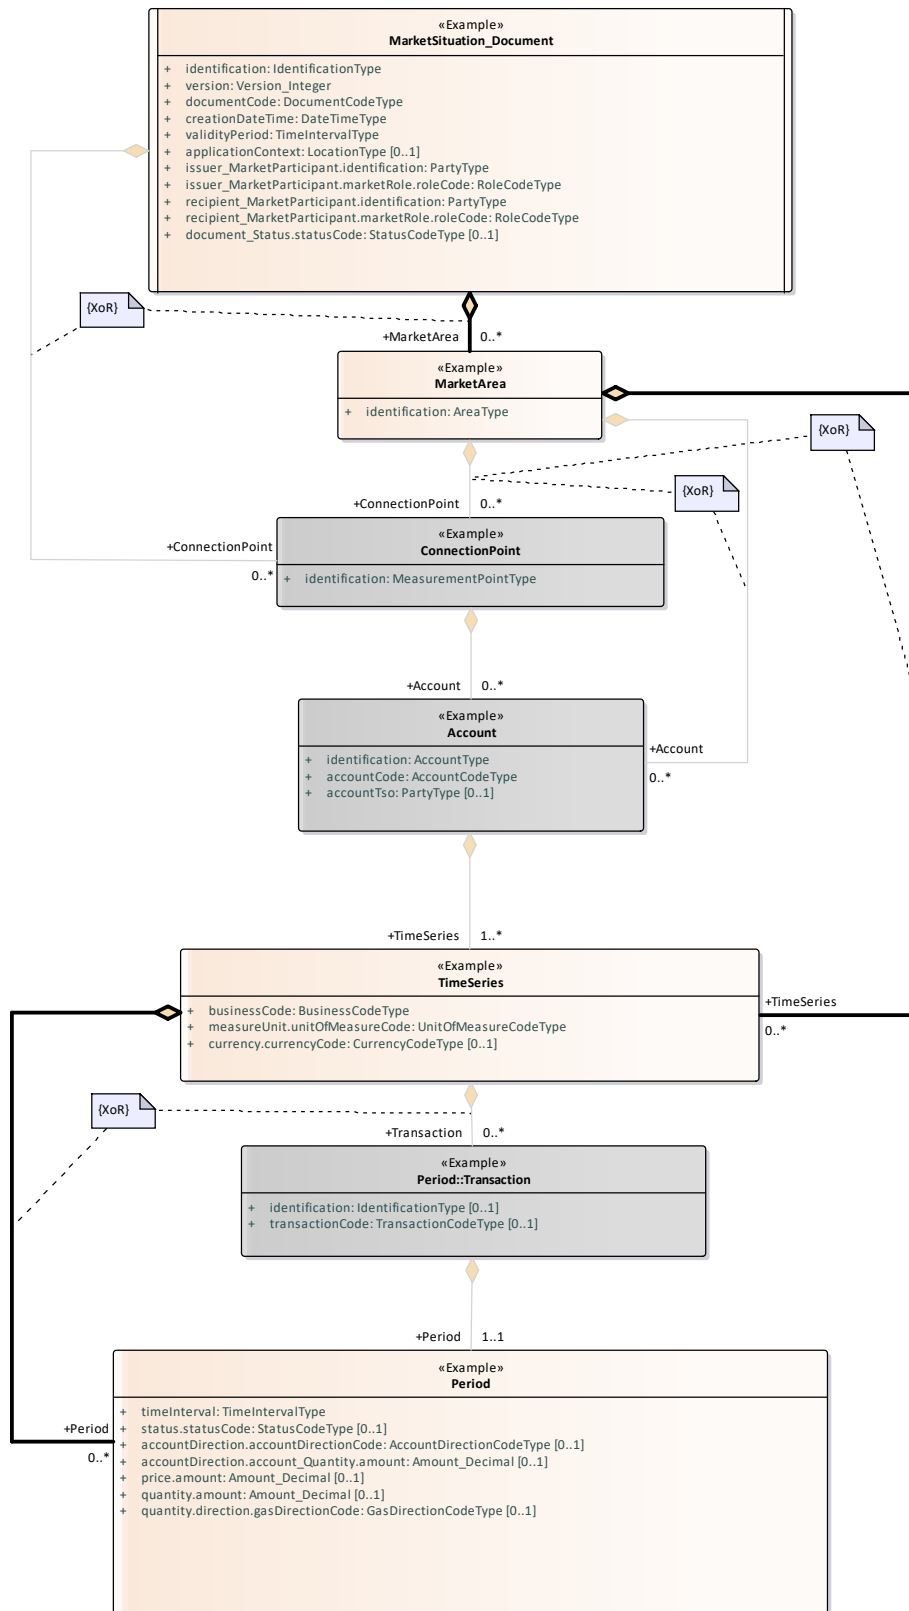 «Example»
MarketSituation_Document
+ identification: IdentificationType
+ version: Version_Integer
+ documentCode: DocumentCodeType
+ creationDateTime: DateTimeType
+ validityPeriod: TimeIntervalType
+ applicationContext: LocationType [0..1]
+ issuer_MarketParticipant.identification: PartyType
+ issuer_MarketParticipant.marketRole.roleCode: RoleCodeType
+ recipient_MarketParticipant.identification: PartyType
+ recipient_MarketParticipant.marketRole.roleCode: RoleCodeType
+ document_Status.statusCode: StatusCodeType [0..1]
{XoR}
+MarketArea 0..*
«Example»
MarketArea
+ identification: AreaType
{XoR}
{XoR}
+ConnectionPoint 0..*
«Example»
ConnectionPoint
+ identification: MeasurementPointType
+ConnectionPoint
0..*
+Account 0..*
«Example»
Account
+ identification: AccountType
+ accountCode: AccountCodeType
+ accountTso: PartyType [0..1]
+Account
0..*
+TimeSeries 1..*
«Example»
TimeSeries
+ businessCode: BusinessCodeType
+ measureUnit.unitOfMeasureCode: UnitOfMeasureCodeType
+ currency.currencyCode: CurrencyCodeType [0..1]
+TimeSeries
0..*
{XoR}
+Transaction 0..*
«Example»
Period::Transaction
+ identification: IdentificationType [0..1]
+ transactionCode: TransactionCodeType [0..1]
+Period 1..1
«Example»
Period
+ timeInterval: TimeIntervalType
+ status.statusCode: StatusCodeType [0..1]
+ accountDirection.accountDirectionCode: AccountDirectionCodeType [0..1]
+ accountDirection.account_Quantity.amount: Amount_Decimal [0..1]
+ price.amount: Amount_Decimal [0..1]
+ quantity.amount: Amount_Decimal [0..1]
+ quantity.direction.gasDirectionCode: GasDirectionCodeType [0..1]
+Period
0..*